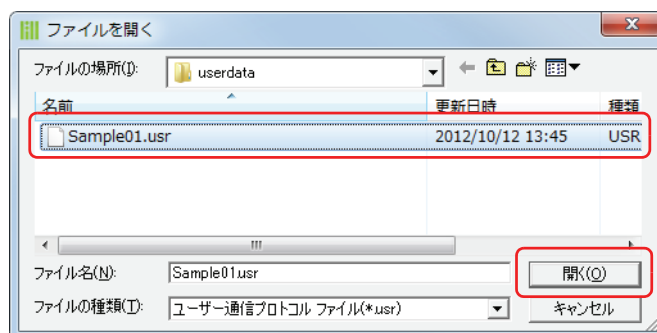 ファイルを開く
ファイルの場所(I): userdata
名前 更新日時 種類
Sample01.usr 2012/10/12 13:45 USR
ファイル名(N): Sample01.usr 開く(O)
ファイルの種類(T): ユーザー通信プロトコル ファイル(*.usr) キャンセル